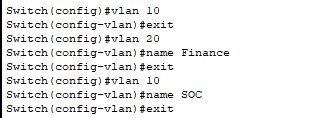 Switch(config)#vlan 10
Switch(config-vlan)#exit
Switch(config)#vlan 20
Switch(config-vlan)#name Finance
Switch(config-vlan)#exit
Switch(config)#vlan 10
Switch(config-vlan)#name SOC
Switch(config-vlan)#exit